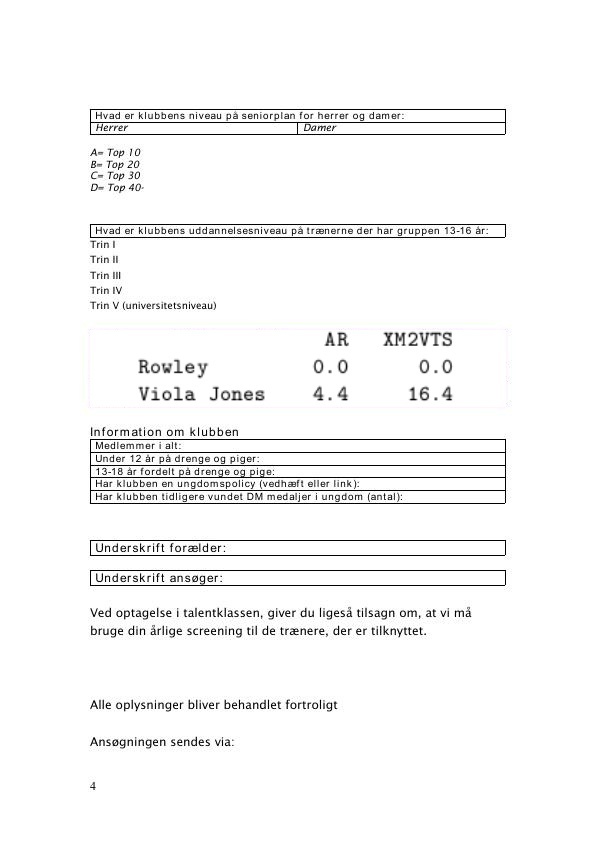 Hvad er klubbens niveau på seniorplan for herrer og damer:
Herrer Damer
A= Top 10
B= Top 20
C= Top 30
D= Top 40-
Hvad er klubbens uddannelsesniveau på trænerne der har gruppen 13-16 år:
Trin I
Trin II
Trin III
Trin IV
Trin V (universitetsniveau)
AR XM2VTS
Rowley 0.0 0.0
Viola Jones 4.4 16.4
Information om klubben
Medlemmer i alt:
Under 12 år på drenge og piger:
13-18 år fordelt på drenge og pige:
Har klubben en ungdomspolicy (vedhæft eller link):
Har klubben tidligere vundet DM medaljer i ungdom (antal):
Underskrift forælder:
Underskrift ansøger:
Ved optagelse i talentklassen, giver du ligeså tilsagn om, at vi må
bruge din årlige screening til de trænere, der er tilknyttet.
Alle oplysninger bliver behandlet fortroligt
Ansøgningen sendes via:
4